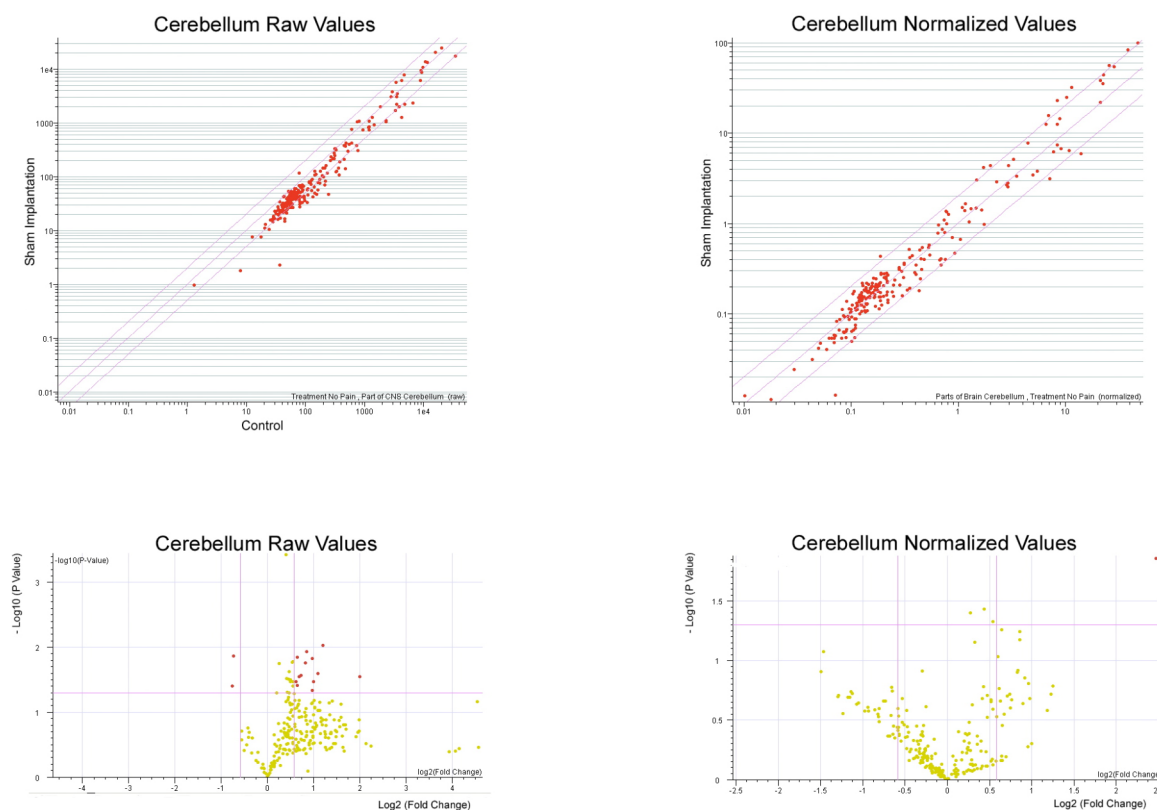 Cerebellum Raw Values
Sham Implantation
1e4
1000
100
10
1
0.1
0.01
Treatment No Pain , Part of CNS Cerebellum (raw)
0.01
0.1
1
10
100
1000
1e4
Control
Cerebellum Normalized Values
Sham Implantation
100
10
1
0.1
Parts of Brain Cerebellum , Treatment No Pain (normalized)
0.01
0.1
1
10
Cerebellum Raw Values
- Log10 (P Value)
-log10(P-Value)
3
2
1
0
log2(Fold Change)
-4
-3
-2
-1
0
1
2
3
4
Log2 (Fold Change)
Cerebellum Normalized Values
- Log10 (P Value)
1.5
1
0.5
0
log2(Fold Change)
-2.5
-2
-1.5
-1
-0.5
0
0.5
1
1.5
2
Log2 (Fold Change)